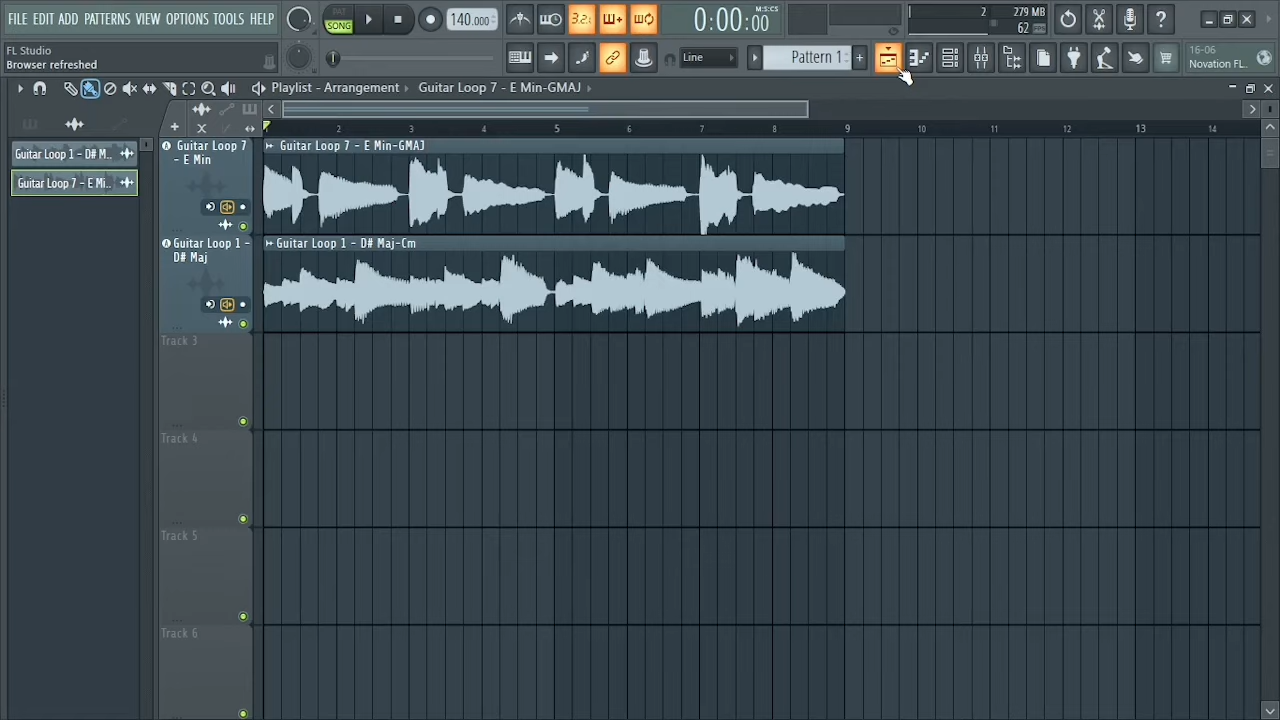 FILE EDIT ADD PATTERNS VIEW OPTIONS TOOLS HELP
PAT
SONG
140.000
3.2
0:00:00
M:S:CS
2
279 MB
62
FL Studio
Browser refreshed
Line
Pattern 1
16-06
Novation FL..
Playlist - Arrangement
Guitar Loop 7 - E Min-GMAJ
2 3 4 5 6 7 8 9 10 11 12 13 14
Guitar Loop 1 - D# M..
Guitar Loop 7 - E Mi..
Guitar Loop 7
- E Min
Guitar Loop 7 - E Min-GMAJ
Guitar Loop 1 -
D# Maj
Guitar Loop 1 - D# Maj-Cm
Track 3
Track 4
Track 5
Track 6